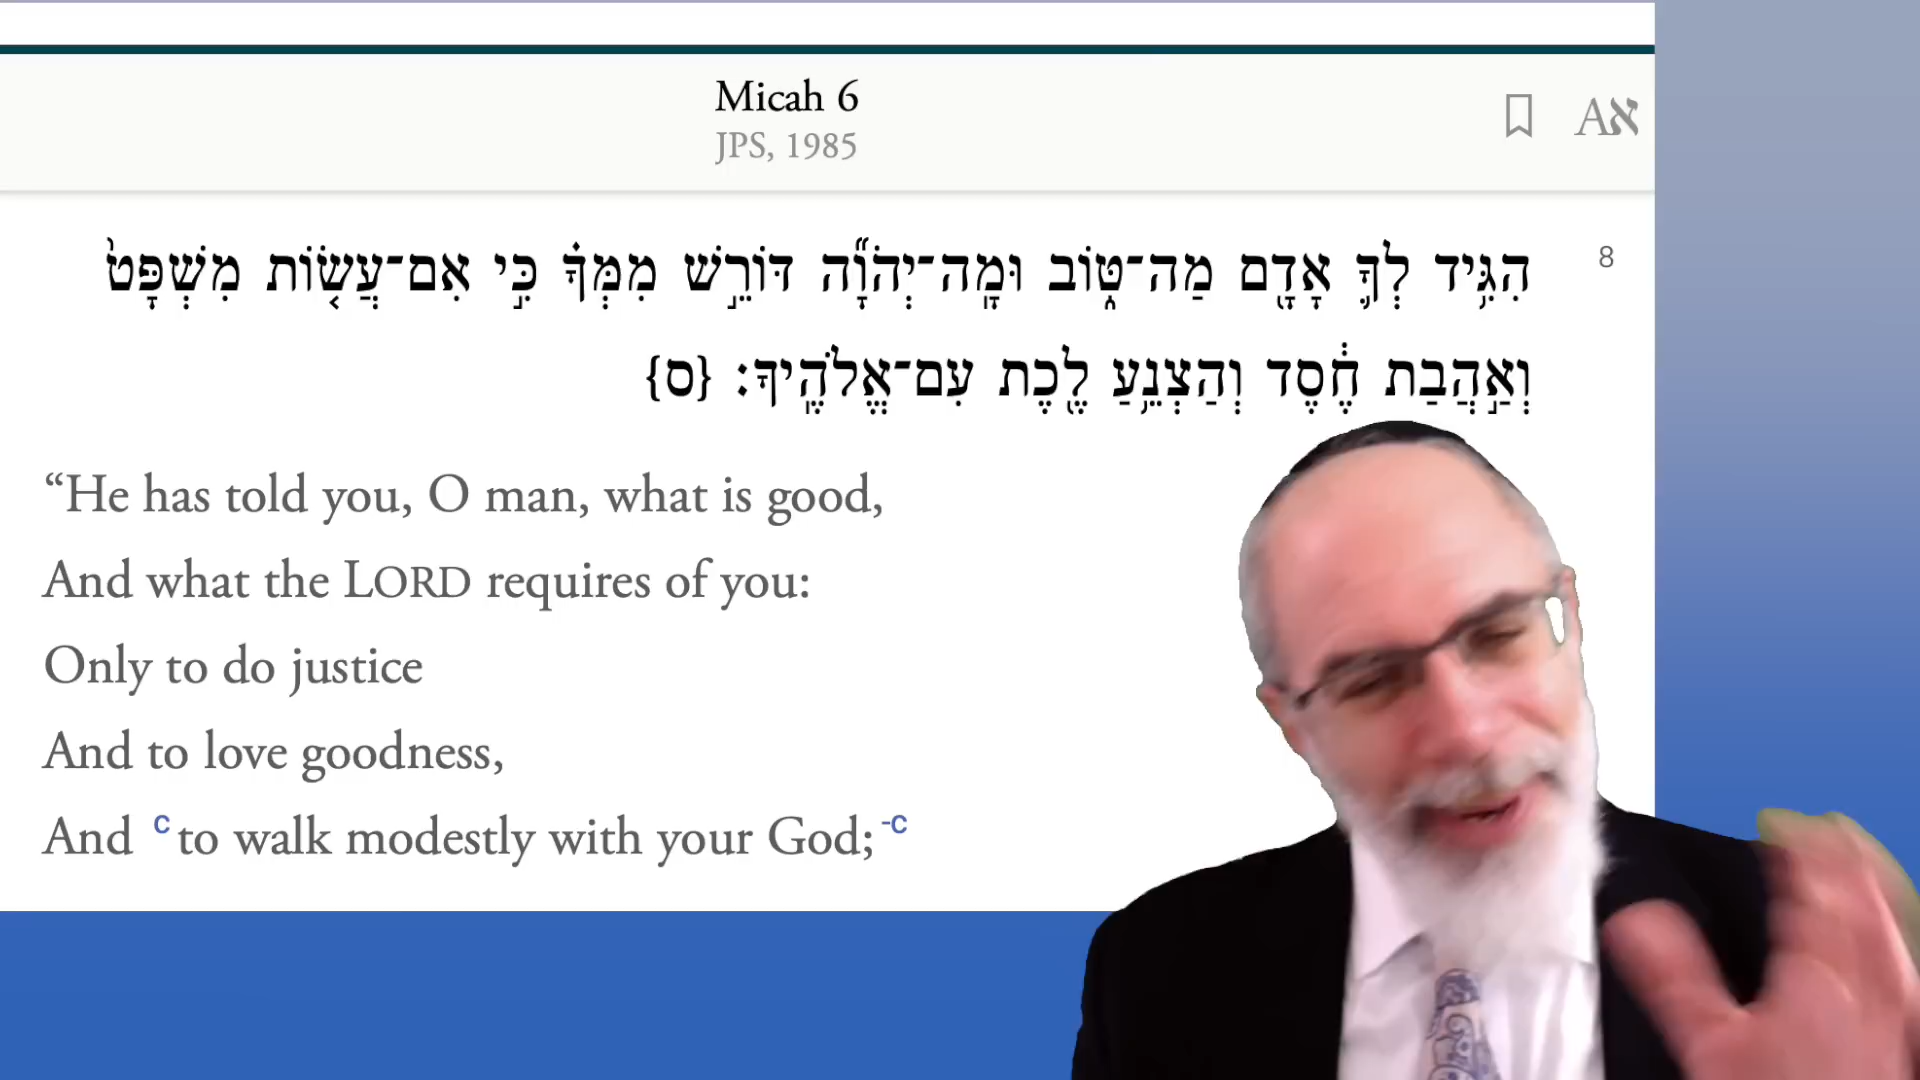 Micah 6
JPS, 1985
Aא
8
הִגִּ֥יד לְךָ֛ אָדָ֖ם מַה־טּ֑וֹב וּמָֽה־יְהֹוָ֞ה דּוֹרֵ֣שׁ מִמְּךָ֗ כִּ֣י אִם־עֲשׂ֤וֹת מִשְׁפָּט֙
וְאַ֣הֲבַת חֶ֔סֶד וְהַצְנֵ֥עַ לֶ֖כֶת עִם־אֱלֹהֶֽיךָ׃ {ס}
“He has told you, O man, what is good,
And what the LORD requires of you:
Only to do justice
And to love goodness,
And c to walk modestly with your God; -c